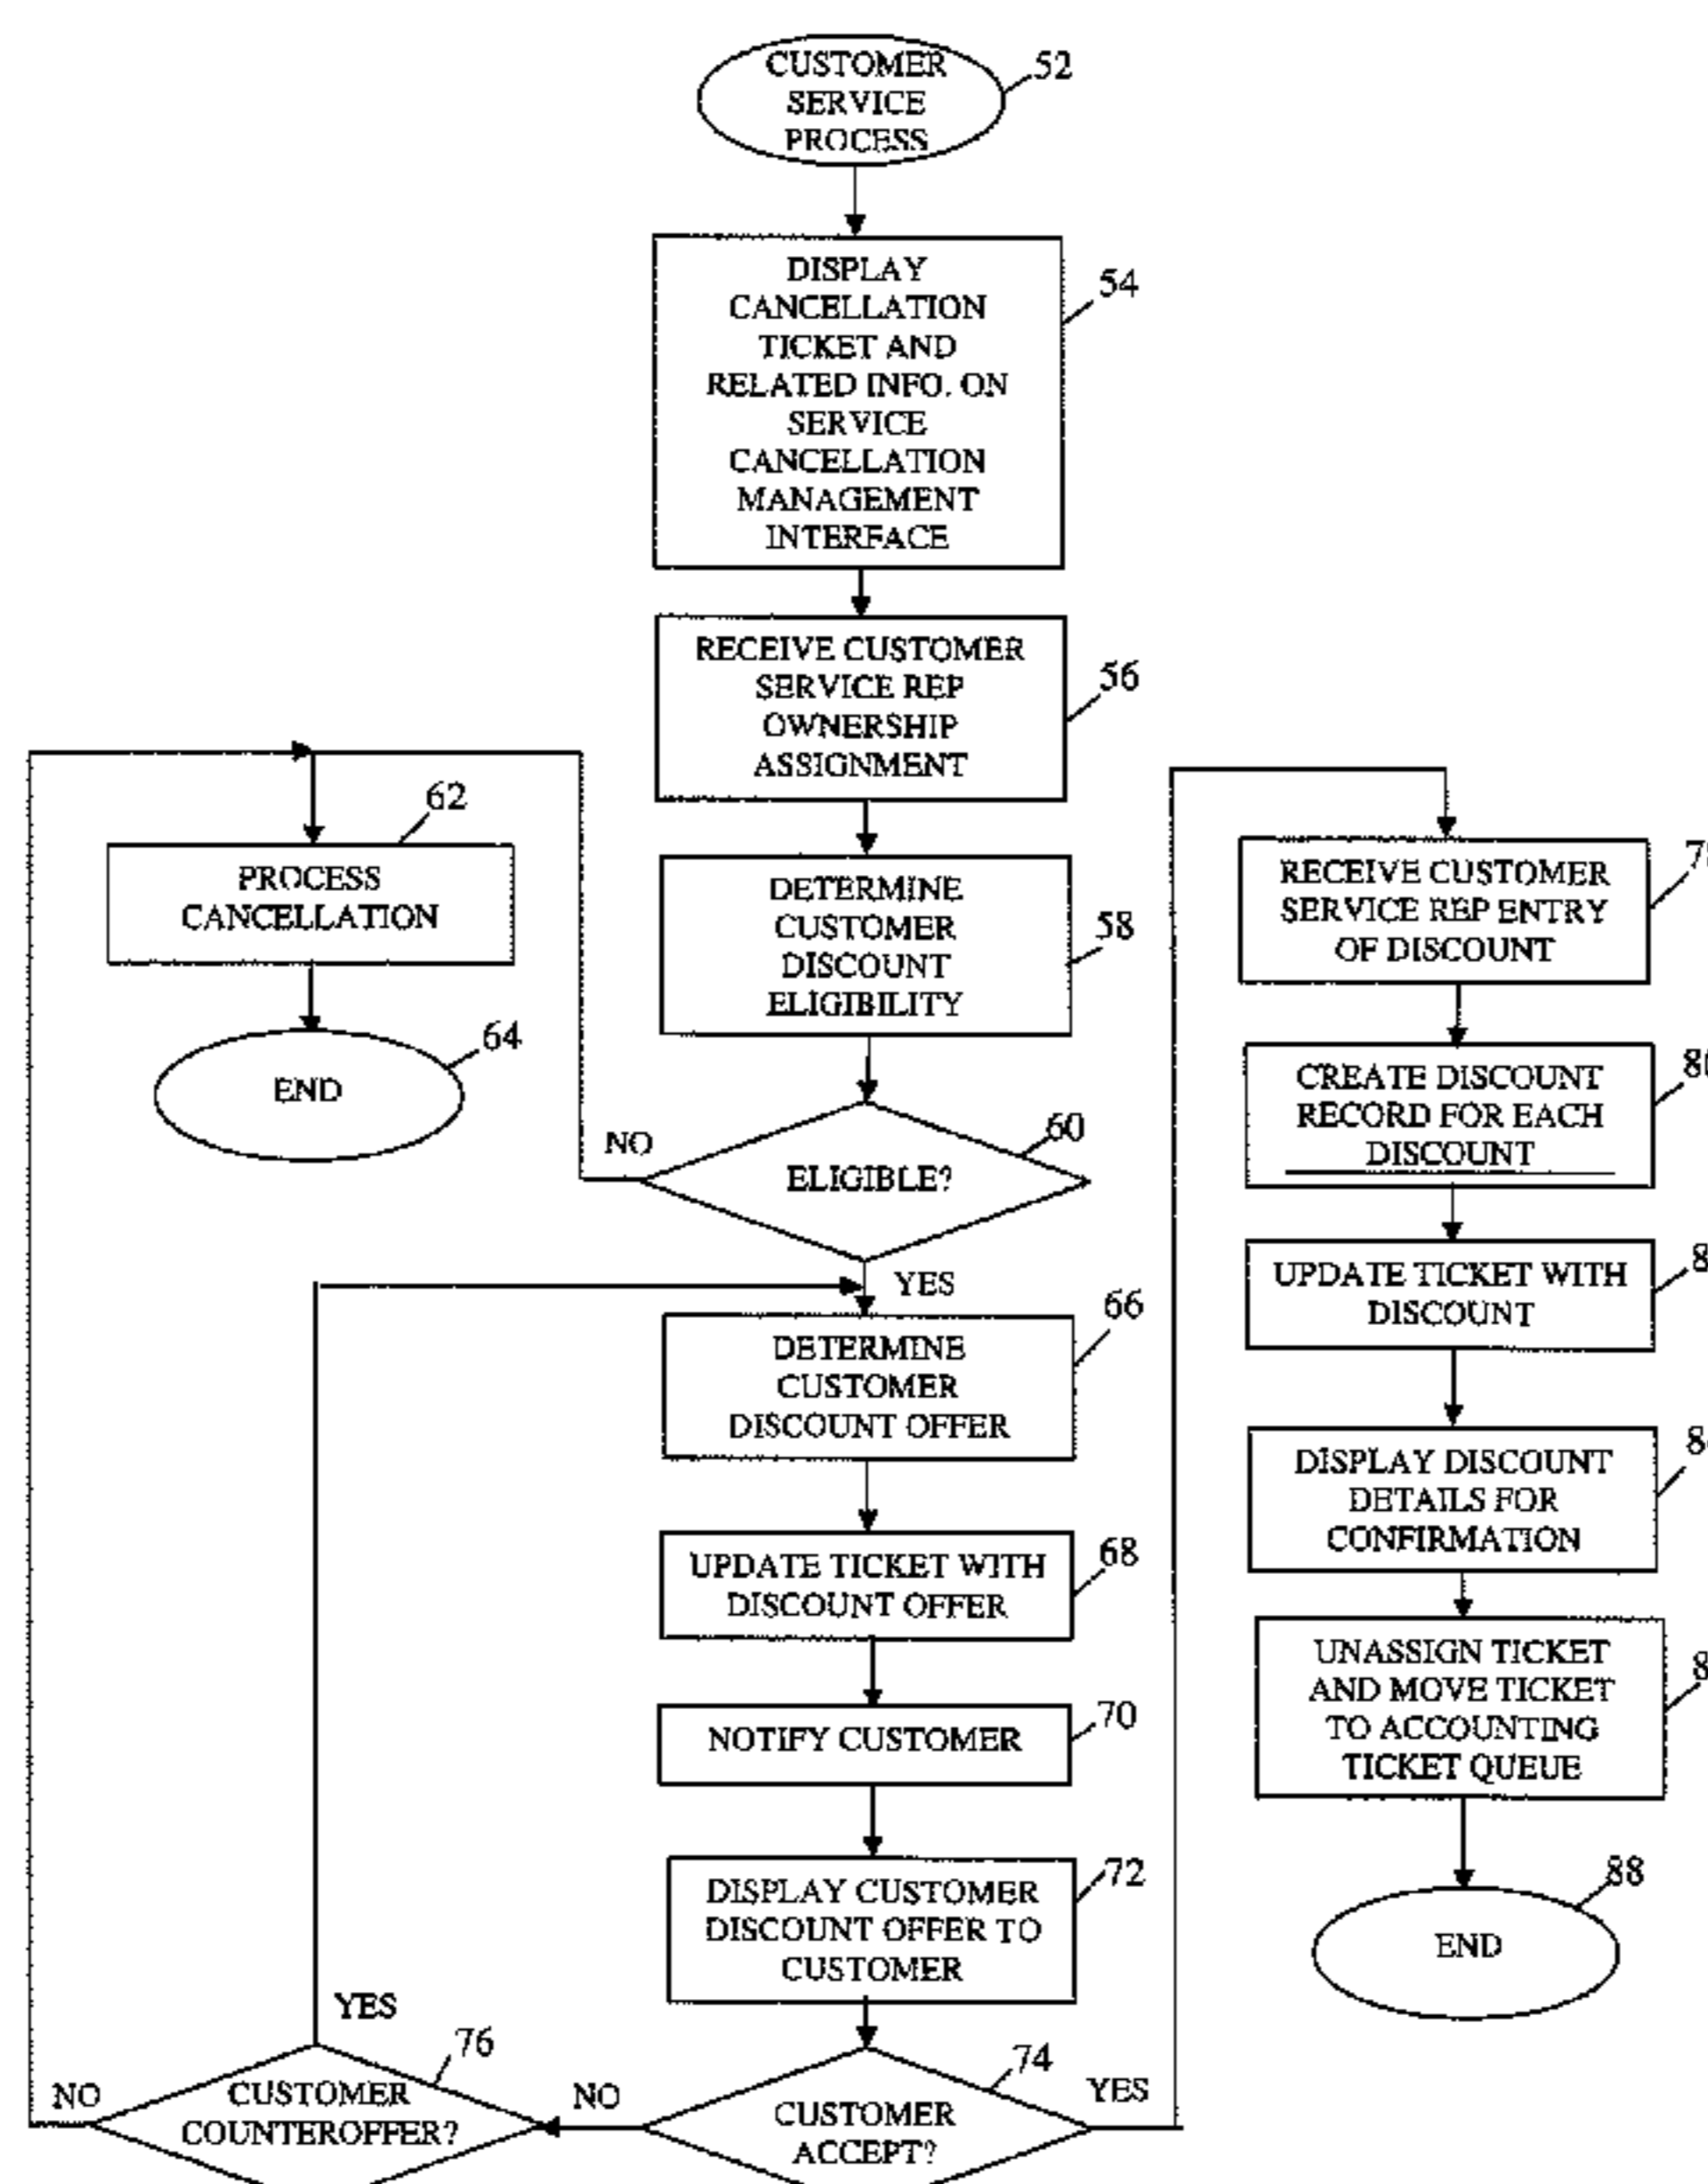 CUSTOMER
SERVICE
PROCESS
52
DISPLAY
CANCELLATION
TICKET AND
RELATED INFO. ON
SERVICE
CANCELLATION
MANAGEMENT
INTERFACE
54
RECEIVE CUSTOMER
SERVICE REP
OWNERSHIP
ASSIGNMENT
56
DETERMINE
CUSTOMER
DISCOUNT
ELIGIBILITY
58
ELIGIBLE?
60
NO
YES
PROCESS
CANCELLATION
62
END
64
DETERMINE
CUSTOMER
DISCOUNT OFFER
66
UPDATE TICKET WITH
DISCOUNT OFFER
68
NOTIFY CUSTOMER
70
DISPLAY CUSTOMER
DISCOUNT OFFER TO
CUSTOMER
72
CUSTOMER
ACCEPT?
74
NO
YES
CUSTOMER
COUNTEROFFER?
76
YES
NO
RECEIVE CUSTOMER
SERVICE REP ENTRY
OF DISCOUNT
CREATE DISCOUNT
RECORD FOR EACH
DISCOUNT
UPDATE TICKET WITH
DISCOUNT
DISPLAY DISCOUNT
DETAILS FOR
CONFIRMATION
UNASSIGN TICKET
AND MOVE TICKET
TO ACCOUNTING
TICKET QUEUE
END
88